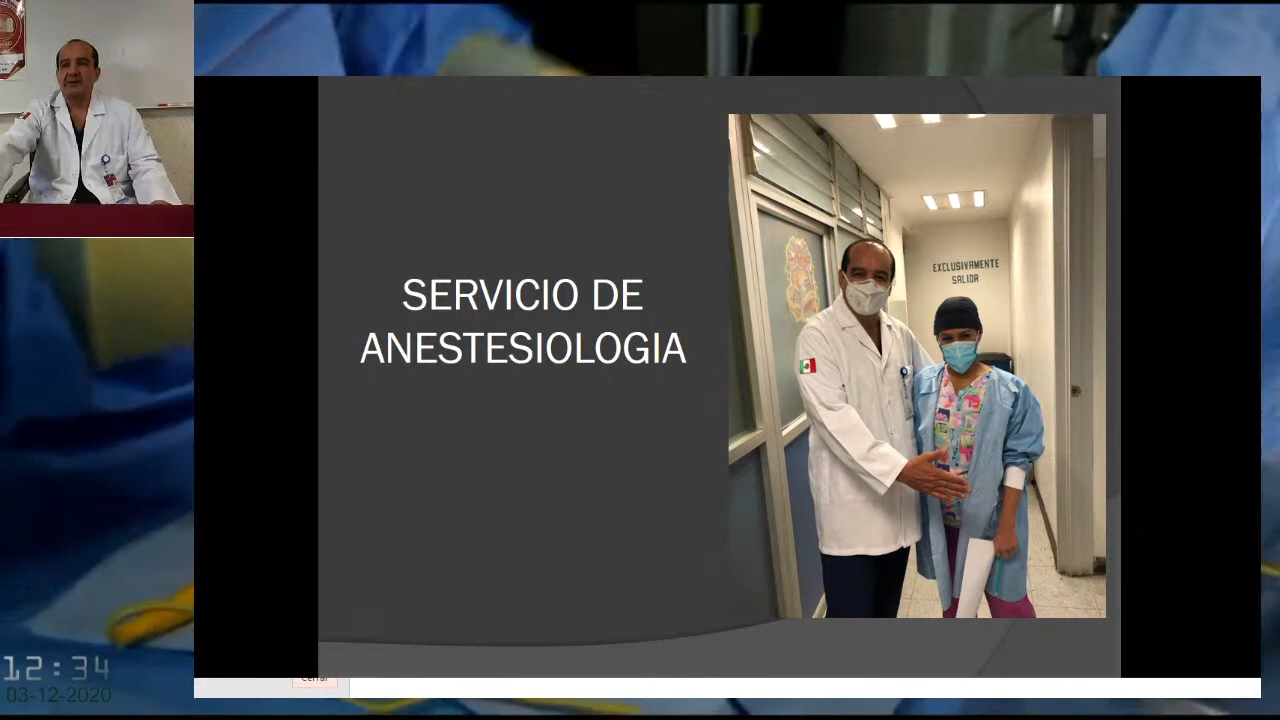 SERVICIO DE
ANESTESIOLOGIA
EXCLUSIVAMENTE
SALIDA
12:34
03-12-2020